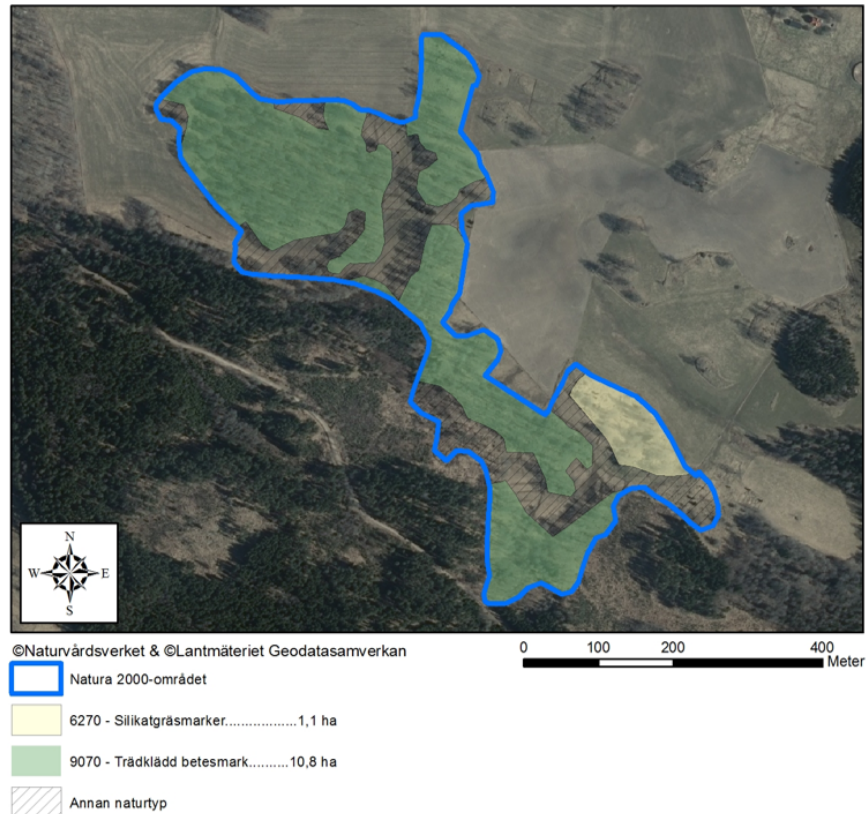 N
W E
S
©Naturvårdsverket & ©Lantmäteriet Geodatasamverkan
0 100 200 400
Meter
Natura 2000-området
6270 - Silikatgräsmarker..................1,1 ha
9070 - Trädklädd betesmark..........10,8 ha
Annan naturtyp